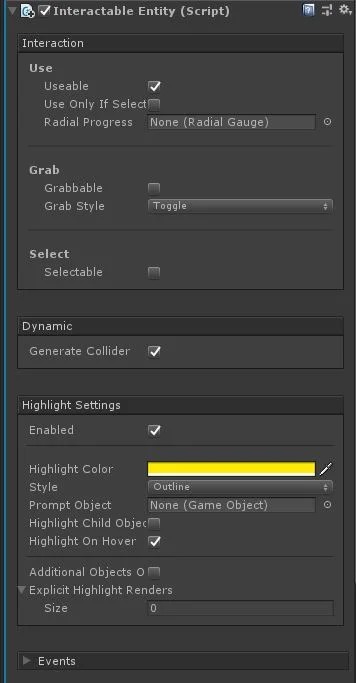 Interactable Entity (Script)
Interaction
Use
Useable
Use Only If Select
Radial Progress None (Radial Gauge)
Grab
Grabbable
Grab Style Toggle
Select
Selectable
Dynamic
Generate Collider
Highlight Settings
Enabled
Highlight Color
Style Outline
Prompt Object None (Game Object)
Highlight Child Objec
Highlight On Hover
Additional Objects O
Explicit Highlight Renders
Size 0
Events